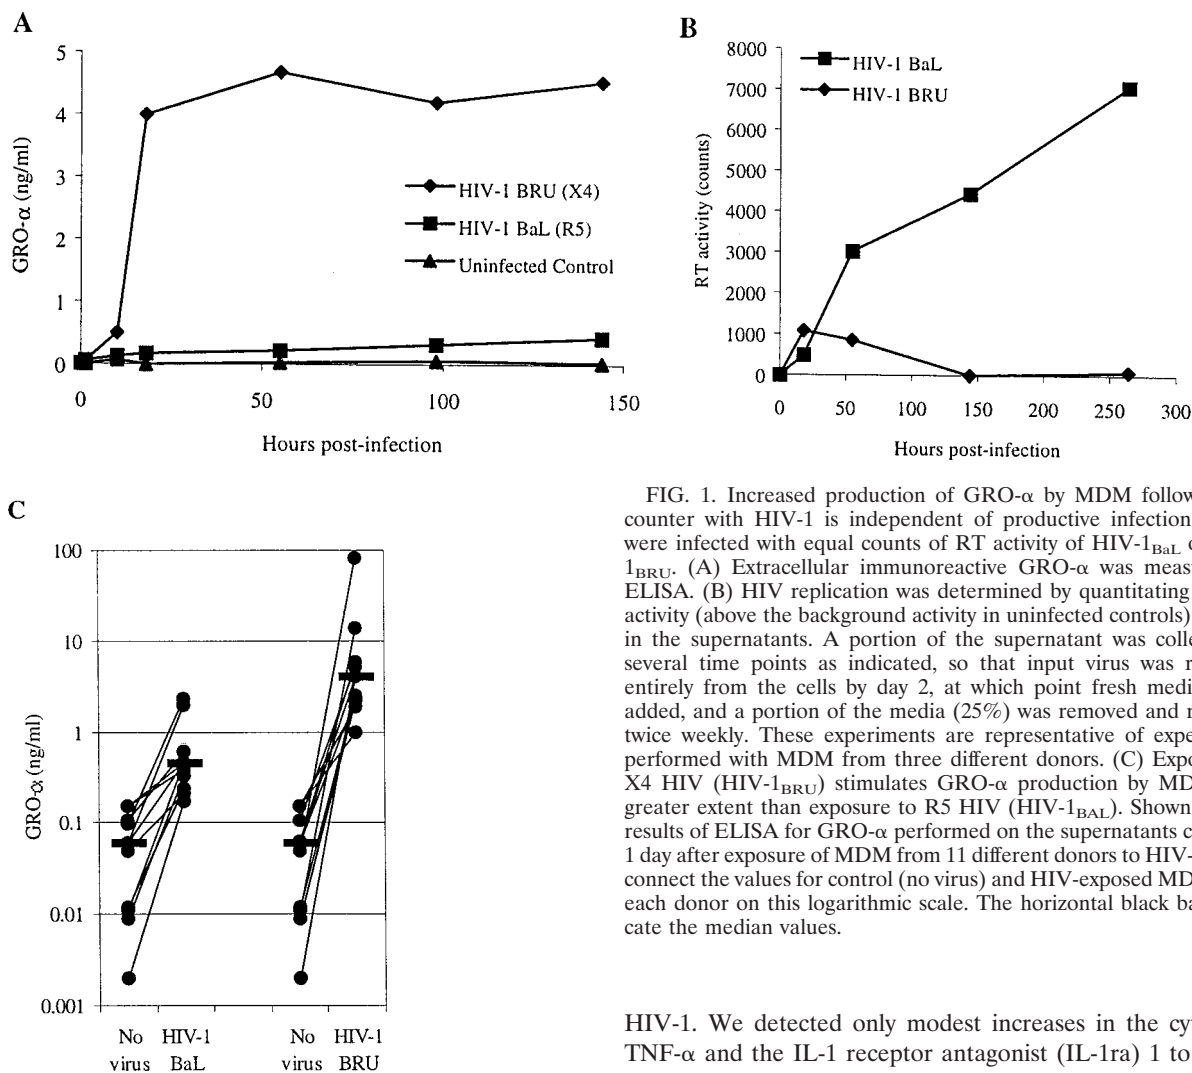 A
5
4
3
2
1
0
GRO-α (ng/ml)
HIV-1 BRU (X4)
HIV-1 BaL (R5)
Uninfected Control
0
50
100
150
Hours post-infection
B
8000
7000
6000
5000
4000
3000
2000
1000
0
RT activity (counts)
HIV-1 BaL
HIV-1 BRU
0
50
100
150
200
250
300
Hours post-infection
C
100
10
1
0.1
0.01
0.001
GRO-α (ng/ml)
No virus
HIV-1 BaL
No virus
HIV-1 BRU
FIG. 1. Increased production of GRO-α by MDM follow
counter with HIV-1 is independent of productive infection
were infected with equal counts of RT activity of HIV-1BaL o
1BRU. (A) Extracellular immunoreactive GRO-α was meas
ELISA. (B) HIV replication was determined by quantitating
activity (above the background activity in uninfected controls)
in the supernatants. A portion of the supernatant was colle
several time points as indicated, so that input virus was r
entirely from the cells by day 2, at which point fresh medi
added, and a portion of the media (25%) was removed and r
twice weekly. These experiments are representative of expe
performed with MDM from three different donors. (C) Expo
X4 HIV (HIV-1BRU) stimulates GRO-α production by MD
greater extent than exposure to R5 HIV (HIV-1BAL). Shown
results of ELISA for GRO-α performed on the supernatants c
1 day after exposure of MDM from 11 different donors to HIV-
connect the values for control (no virus) and HIV-exposed MD
each donor on this logarithmic scale. The horizontal black ba
cate the median values.
HIV-1. We detected only modest increases in the cy
TNF-α and the IL-1 receptor antagonist (IL-1ra) 1 to